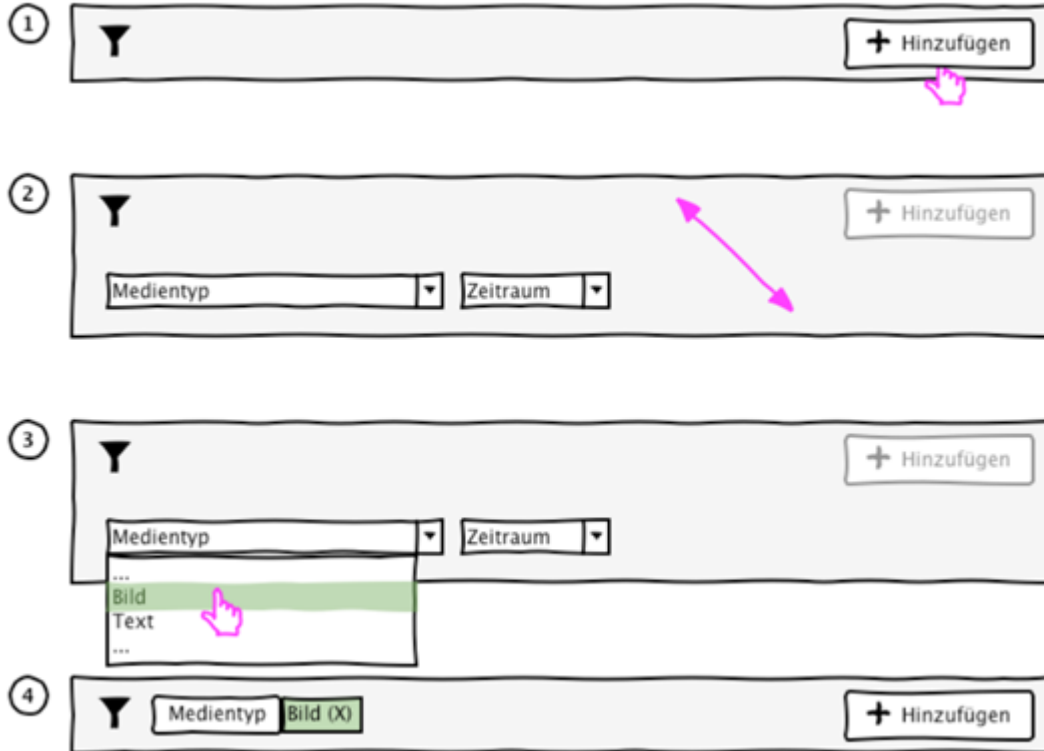 1
+ Hinzufügen
2
+ Hinzufügen
Medientyp Zeitraum
3
+ Hinzufügen
Medientyp Zeitraum
...
Bild
Text
...
4
Medientyp Bild (X) + Hinzufügen